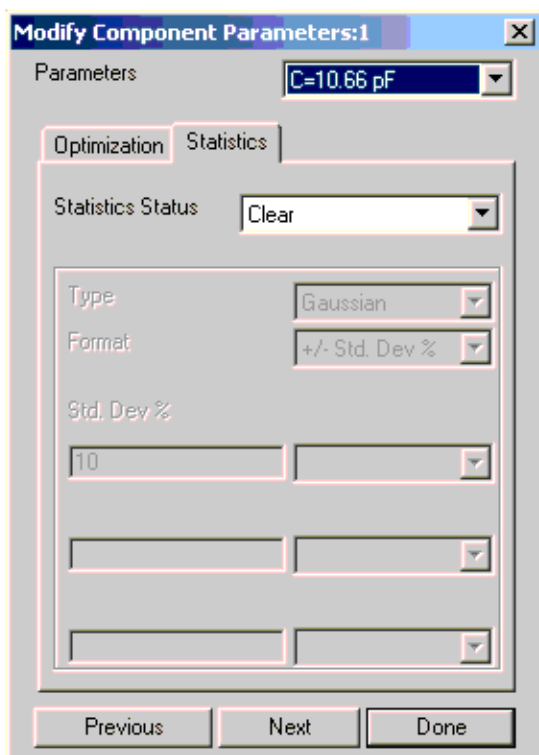 Modify Component Parameters:1
Parameters C=10.66 pF
Optimization Statistics
Statistics Status Clear
Type Gaussian
Format +/- Std. Dev %
Std. Dev %
10
Previous Next Done